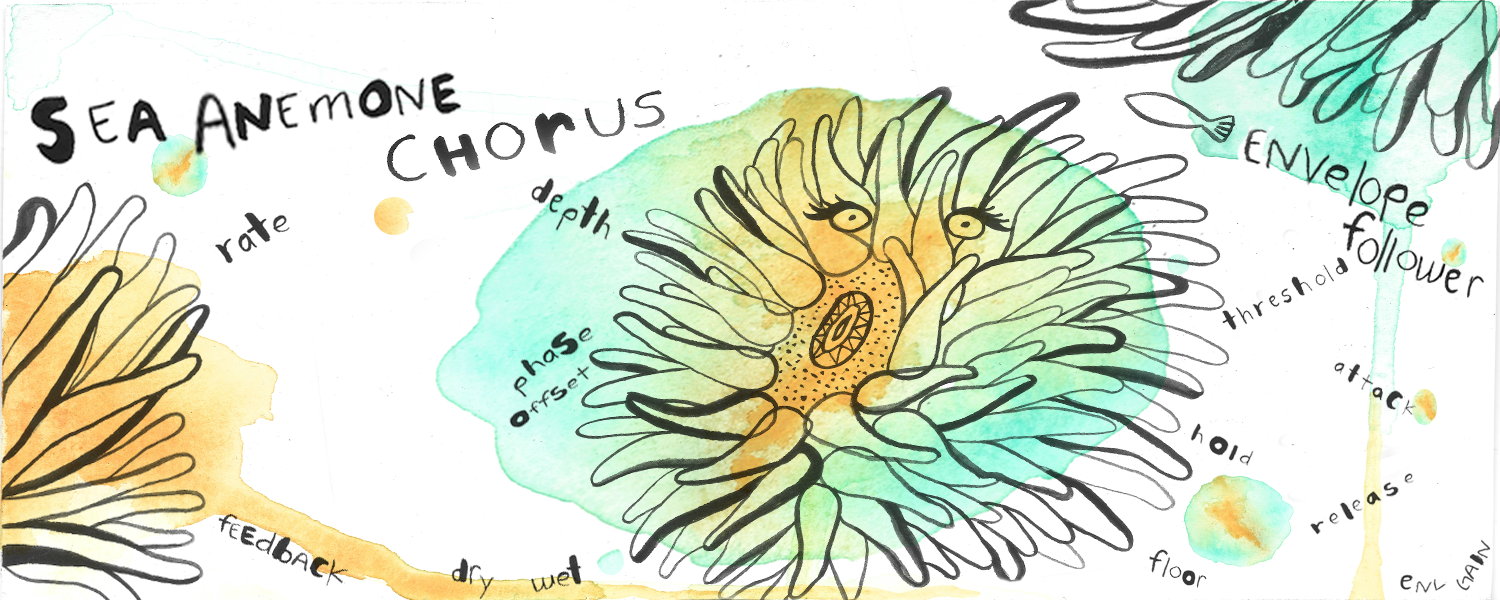 SEA ANEMONE
CHORUS
depth
rate
phase
offset
feedback
dry wet
Envelope
follower
threshold
attack
hold
release
floor
env gain